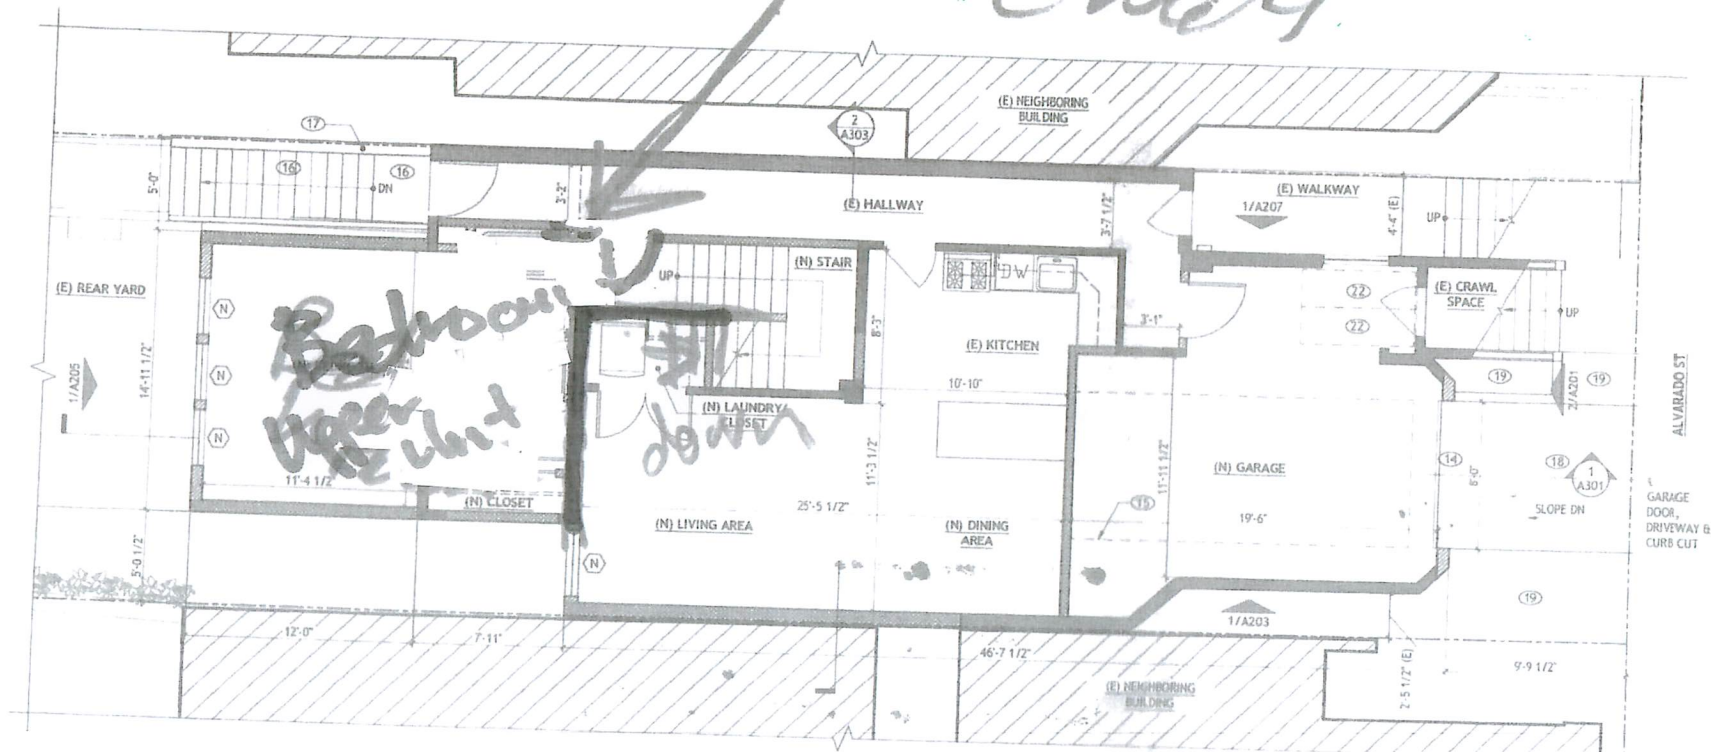 (E) NEIGHBORING
BUILDING
2
A303
17
16
16
DN
5'-0"
3'-2"
(E) HALLWAY
3'-7 1/2"
(E) WALKWAY
1/A207
4'-4" (E)
UP
(E) REAR YARD
1/A205
14'-11 1/2"
N
N
N
Bedroom
Unit
11'-4 1/2"
(N) CLOSET
5'-0 1/2"
12'-0"
7'-11"
UP
(N) STAIR
(N) LAUNDRY
CLOSET
down
(N) LIVING AREA
N
25'-5 1/2"
8'-3"
11'-3 1/2"
DW
(E) KITCHEN
10'-10"
(N) DINING
AREA
3'-1"
22
22
(E) CRAWL
SPACE
UP
11'-11 1/2"
(N) GARAGE
19'-6"
15
14
8'-0"
19
2/A201
19
18
1
A301
SLOPE DN
19
ALVARADO ST
GARAGE
DOOR,
DRIVEWAY &
CURB CUT
1/A203
46'-7 1/2"
(E) NEIGHBORING
BUILDING
2'-5 1/2" (E)
9'-9 1/2"